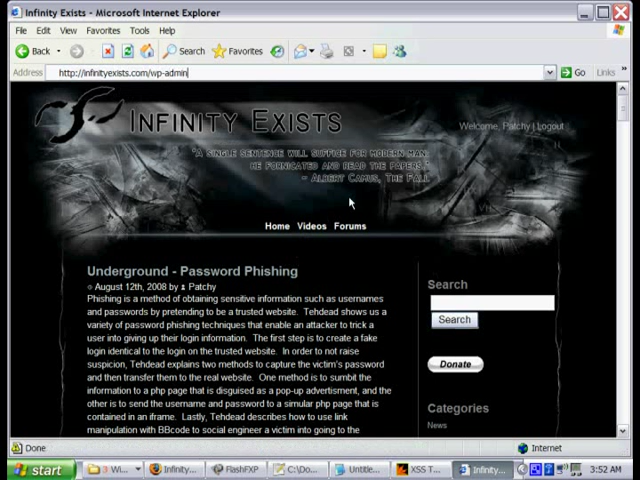 Infinity Exists - Microsoft Internet Explorer
File Edit View Favorites Tools Help
Back Search Favorites
Address http://infinityexists.com/wp-admin Go Links »
INFINITY EXISTS
Welcome, Patchy | Logout
"A SINGLE SENTENCE WILL SUFFICE FOR MODERN MAN:
HE FORNICATED AND READ THE PAPERS."
~ ALBERT CAMUS, THE FALL
Home Videos Forums
Underground - Password Phishing
August 12th, 2008 by Patchy
Phishing is a method of obtaining sensitive information such as usernames
and passwords by pretending to be a trusted website. Tehdead shows us a
variety of password phishing techniques that enable an attacker to trick a
user into giving up their login information. The first step is to create a fake
login identical to the login on the trusted website. In order to not raise
suspicion, Tehdead explains two methods to capture the victim's password
and then transfer them to the real website. One method is to sumbit the
information to a php page that is disguised as a pop-up advertisment, and the
other is to send the username and password to a simular php page that is
contained in an iframe. Lastly, Tehdead describes how to use link
manipulation with BBcode to social engineer a victim into going to the
Search
Search
Donate
Categories
News
Done Internet
start 3 Wi... Infinity... FlashFXP C:\Do... Untitle... XSS T... Infinity... 3:52 AM